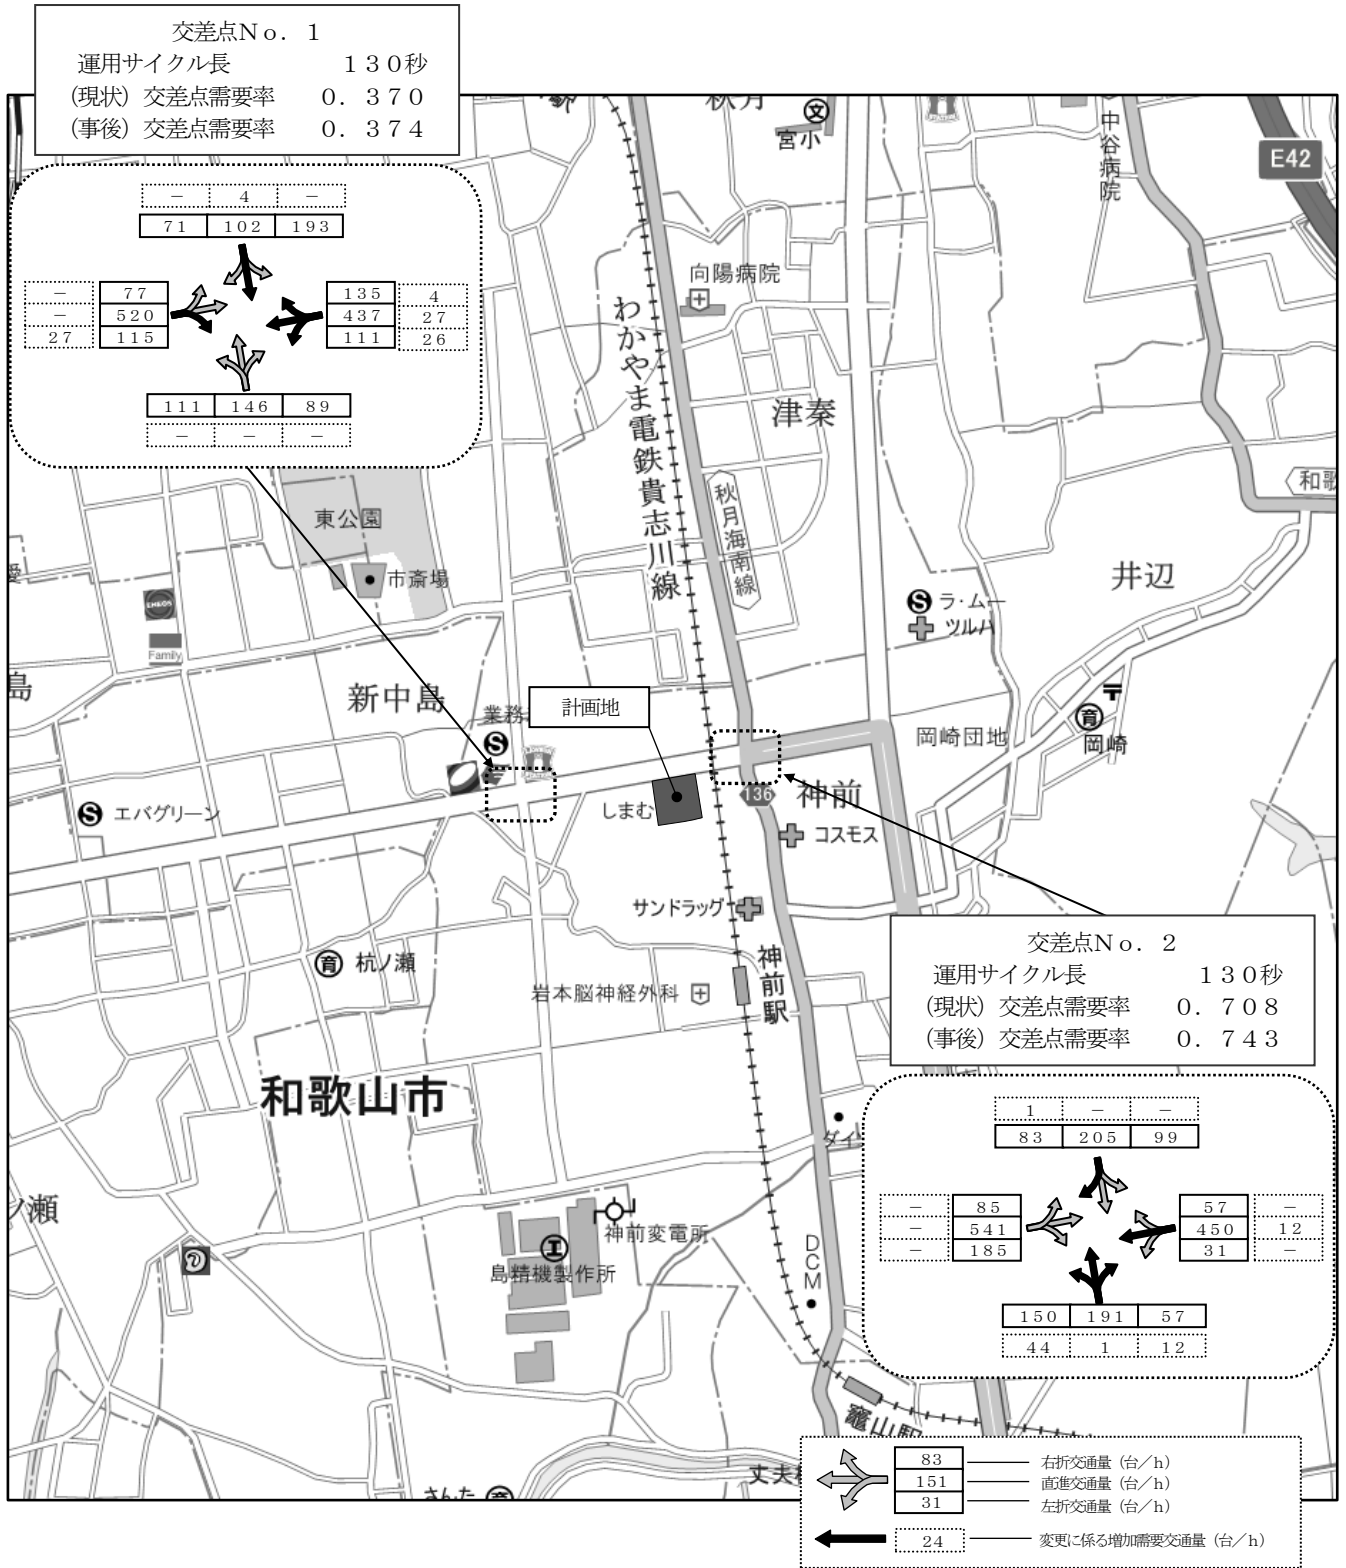 交差点No. 1
運用サイクル長 130秒
(現状) 交差点需要率 0. 370
(事後) 交差点需要率 0. 374
－ 4 －
71 102 193
－ 77 135 4
－ 520 437 27
27 115 111 26
111 146 89
－ － －
宮小
中谷病院
E42
向陽病院
わかやま電鉄貴志川線
津秦
秋月海南線
東公園
市斎場
井辺
ラ・ムー
ツルハ
ENEOS
Family
島
新中島
業務
計画地
岡崎団地
岡崎
エバグリーン
しまむ
136
神前
コスモス
サンドラッグ
杭ノ瀬
岩本脳神経外科
神前駅
交差点No. 2
運用サイクル長 130秒
(現状) 交差点需要率 0. 708
(事後) 交差点需要率 0. 743
和歌山市
1 － －
83 205 99
ダイ
－ 85 57 －
－ 541 450 12
－ 185 31 －
150 191 57
44 1 12
ノ瀬
神前変電所
島精機製作所
DCM
竈山駅
83 右折交通量 (台／h)
151 直進交通量 (台／h)
31 左折交通量 (台／h)
24 変更に係る増加需要交通量 (台／h)